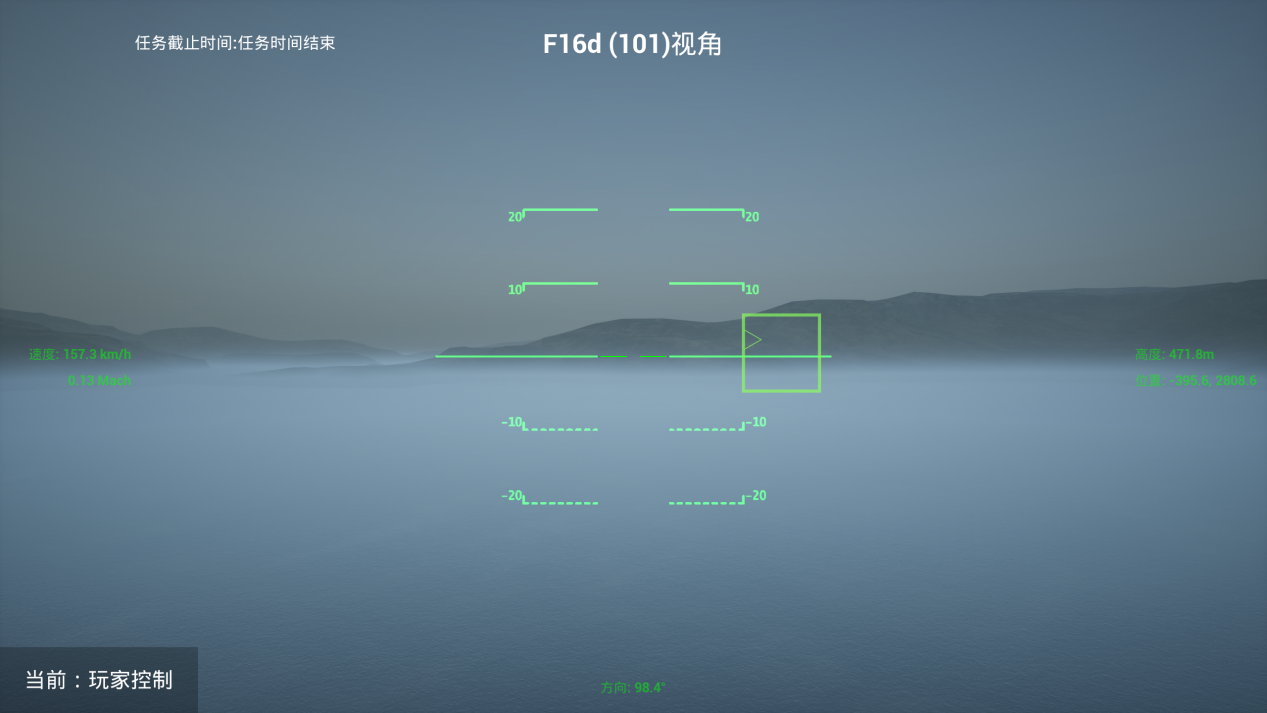 任务截止时间:任务时间结束
F16d (101)视角
20 20
10 10
速度: 157.3 km/h
0.13 Mach
高度: 471.8m
位置: -395.6, 2808.6
-10 -10
-20 -20
当前：玩家控制
方向: 98.4°